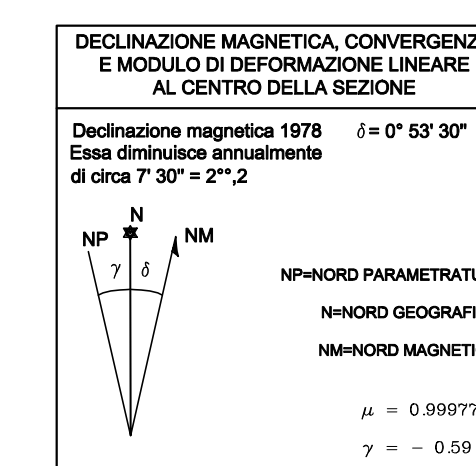 DECLINAZIONE MAGNETICA, CONVERGENZ
E MODULO DI DEFORMAZIONE LINEARE
AL CENTRO DELLA SEZIONE
Declinazione magnetica 1978 δ = 0° 53' 30"
Essa diminuisce annualmente
di circa 7' 30" = 2°°,2
N
NP NM
γ δ
NP=NORD PARAMETRATU
N=NORD GEOGRAFI
NM=NORD MAGNETI
μ = 0.99977
γ = - 0.59